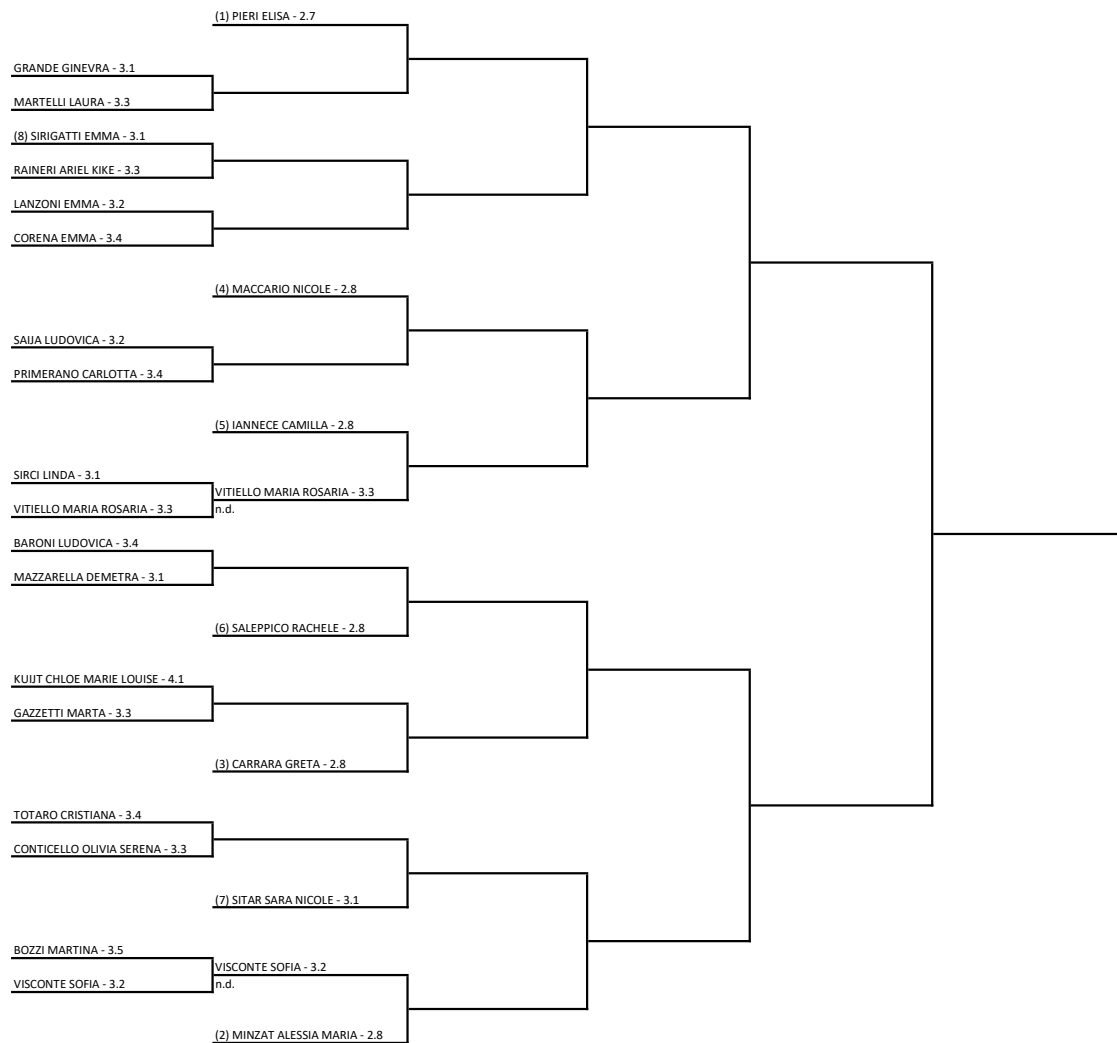 (1) PIERI ELISA - 2.7
GRANDE GINEVRA - 3.1
MARTELLI LAURA - 3.3
(8) SIRIGATTI EMMA - 3.1
RAINERI ARIEL KIKE - 3.3
LANZONI EMMA - 3.2
CORENA EMMA - 3.4
(4) MACCARIO NICOLE - 2.8
SAIJA LUDOVICA - 3.2
PRIMERANO CARLOTTA - 3.4
(5) IANNECE CAMILLA - 2.8
SIRCI LINDA - 3.1
VITIELLO MARIA ROSARIA - 3.3
VITIELLO MARIA ROSARIA - 3.3
n.d.
BARONI LUDOVICA - 3.4
MAZZARELLA DEMETRA - 3.1
(6) SALEPPICO RACHELE - 2.8
KUIJT CHLOE MARIE LOUISE - 4.1
GAZZETTI MARTA - 3.3
(3) CARRARA GRETA - 2.8
TOTARO CRISTIANA - 3.4
CONTICELLO OLIVIA SERENA - 3.3
(7) SITAR SARA NICOLE - 3.1
BOZZI MARTINA - 3.5
VISCONTE SOFIA - 3.2
VISCONTE SOFIA - 3.2
n.d.
(2) MINZAT ALESSIA MARIA - 2.8